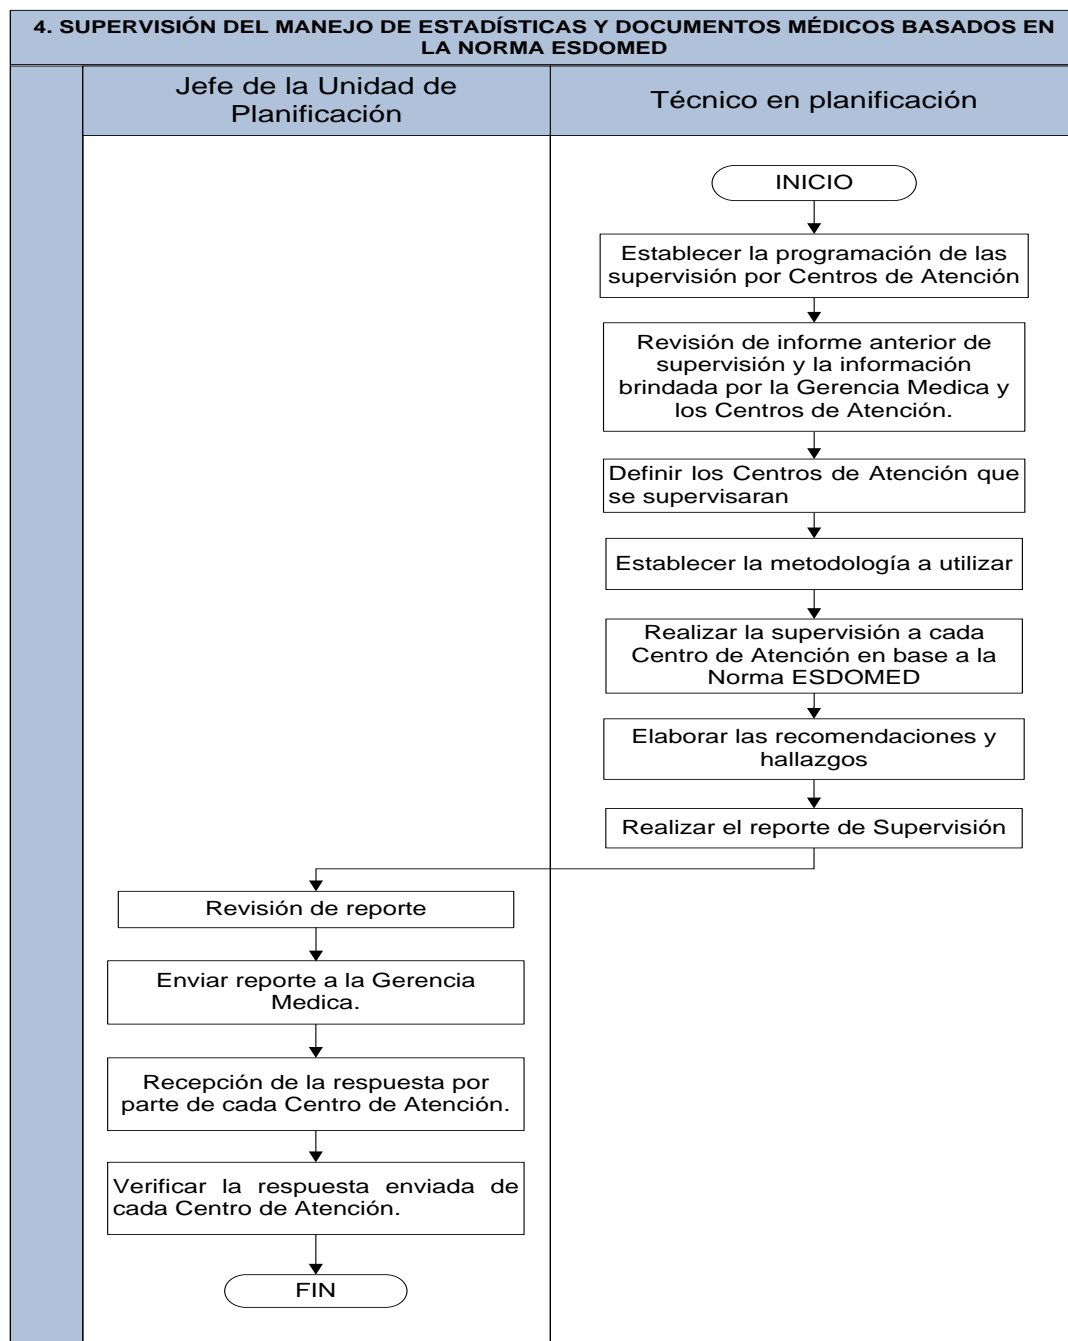 4. SUPERVISIÓN DEL MANEJO DE ESTADÍSTICAS Y DOCUMENTOS MÉDICOS BASADOS EN
LA NORMA ESDOMED
Jefe de la Unidad de
Planificación
Técnico en planificación
INICIO
Establecer la programación de las
supervisión por Centros de Atención
Revisión de informe anterior de
supervisión y la información
brindada por la Gerencia Medica y
los Centros de Atención.
Definir los Centros de Atención que
se supervisaran
Establecer la metodología a utilizar
Realizar la supervisión a cada
Centro de Atención en base a la
Norma ESDOMED
Elaborar las recomendaciones y
hallazgos
Realizar el reporte de Supervisión
Revisión de reporte
Enviar reporte a la Gerencia
Medica.
Recepción de la respuesta por
parte de cada Centro de Atención.
Verificar la respuesta enviada de
cada Centro de Atención.
FIN